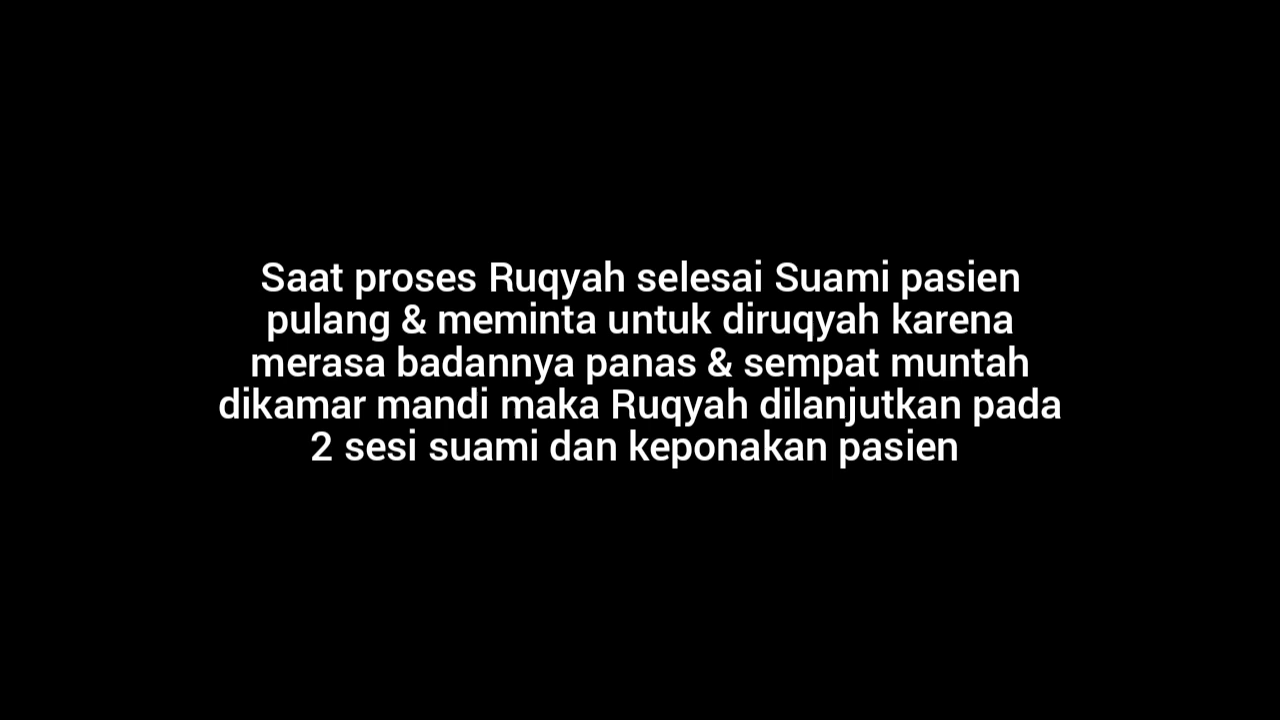 Saat proses Ruqyah selesai Suami pasien
pulang & meminta untuk diruqyah karena
merasa badannya panas & sempat muntah
dikamar mandi maka Ruqyah dilanjutkan pada
2 sesi suami dan keponakan pasien